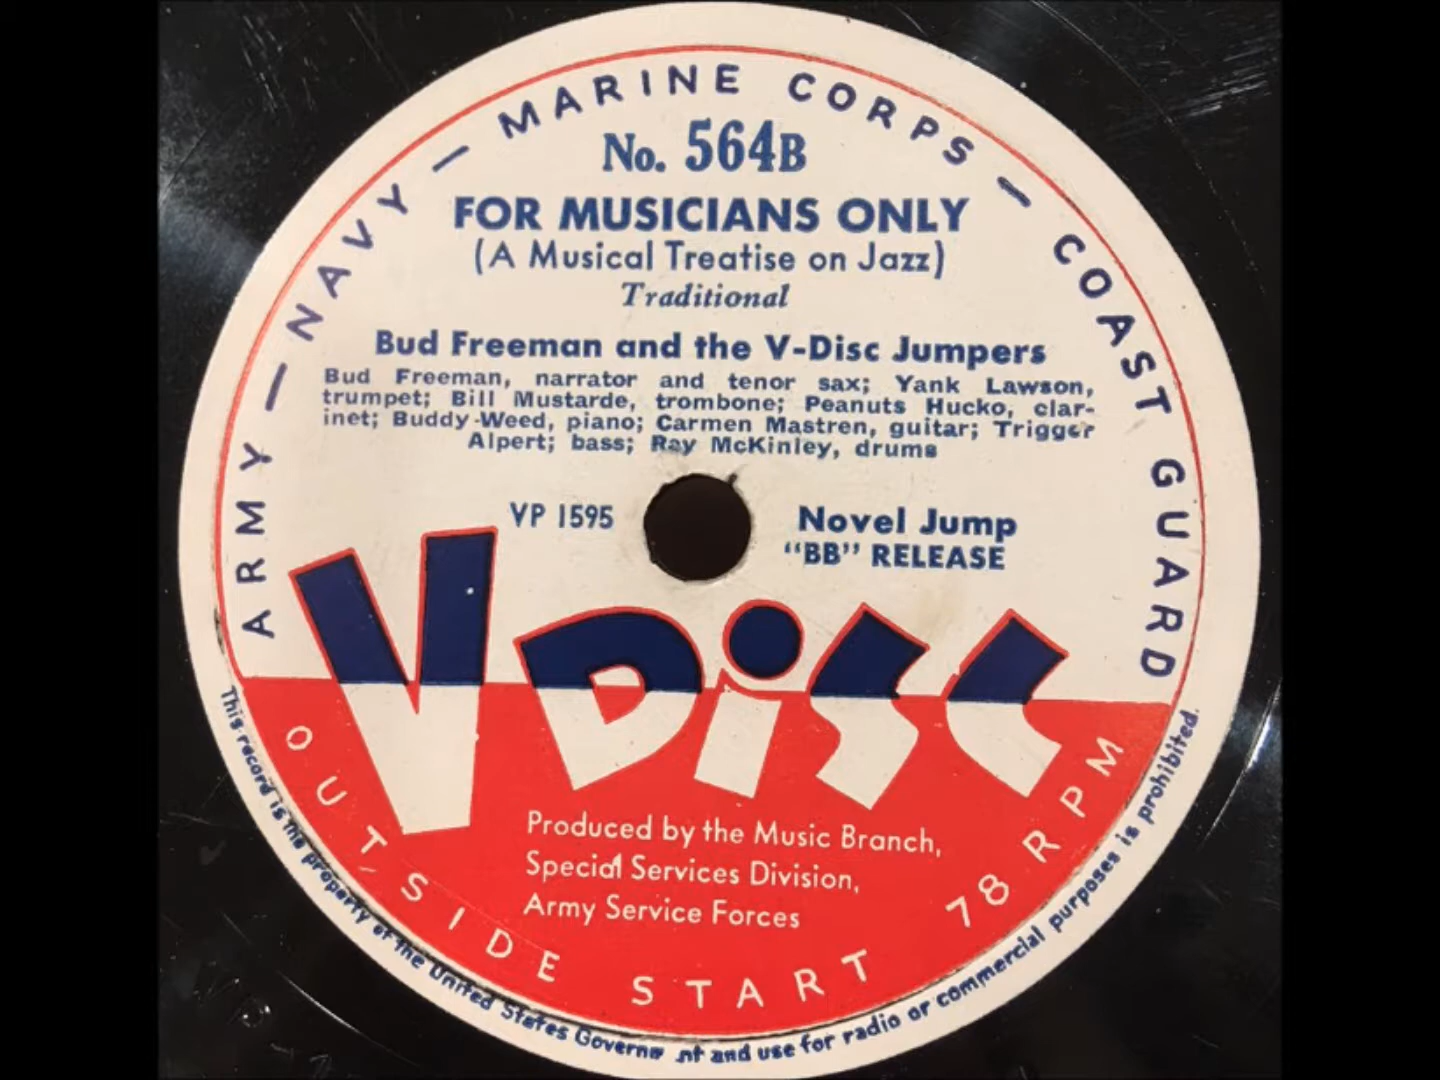 ARMY — NAVY — MARINE CORPS — COAST GUARD
No. 564B
FOR MUSICIANS ONLY
(A Musical Treatise on Jazz)
Traditional
Bud Freeman and the V-Disc Jumpers
Bud Freeman, narrator and tenor sax; Yank Lawson,
trumpet; Bill Mustarde, trombone; Peanuts Hucko, clar-
inet; Buddy Weed, piano; Carmen Mastren, guitar; Trigger
Alpert; bass; Ray McKinley, drums
VP 1595
Novel Jump
"BB" RELEASE
V DISC
Produced by the Music Branch,
Special Services Division,
Army Service Forces
OUTSIDE START 78 RPM
This record is the property of the United States and use for radio or commercial purposes is prohibited.